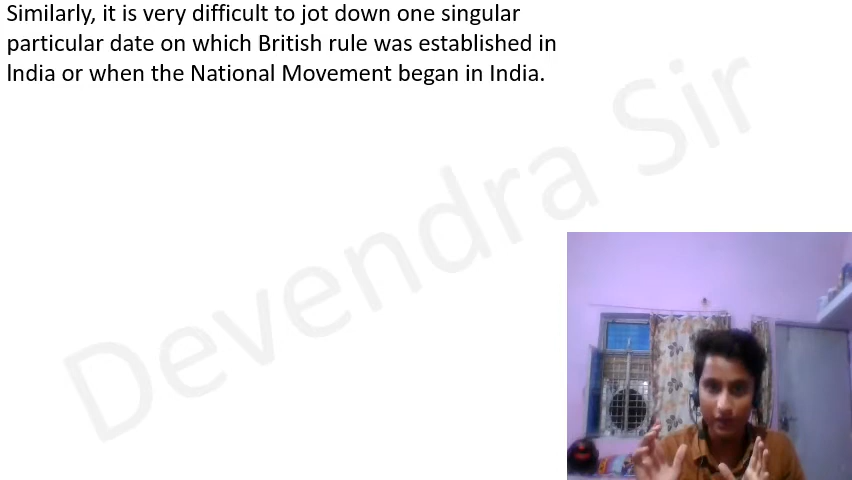 Similarly, it is very difficult to jot down one singular
particular date on which British rule was established in
India or when the National Movement began in India.
Devendra Sir